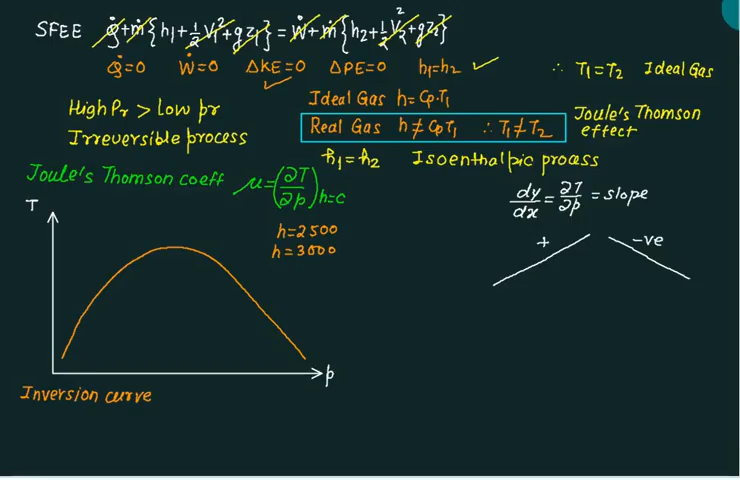 SFEE Q̇+ṁ{h₁+½V₁²+gz₁} = Ẇ+ṁ{h₂+½V₂²+gz₂}
Q̇=0 Ẇ=0 ΔKE=0 ΔPE=0 h₁=h₂ ✓ ∴ T₁=T₂ Ideal Gas
✓
High Pr > Low pr
Irreversible process
Ideal Gas h=Cp.T₁
Real Gas h≠CpT₁ ∴ T₁≠T₂
Joule's Thomson
effect
h₁=h₂ Isoenthalpic process
Joule's Thomson coeff μ=(∂T/∂p)h=c
dy/dx=∂T/∂p=slope
h=2500
h=3000
+ -ve
T
p
Inversion curve